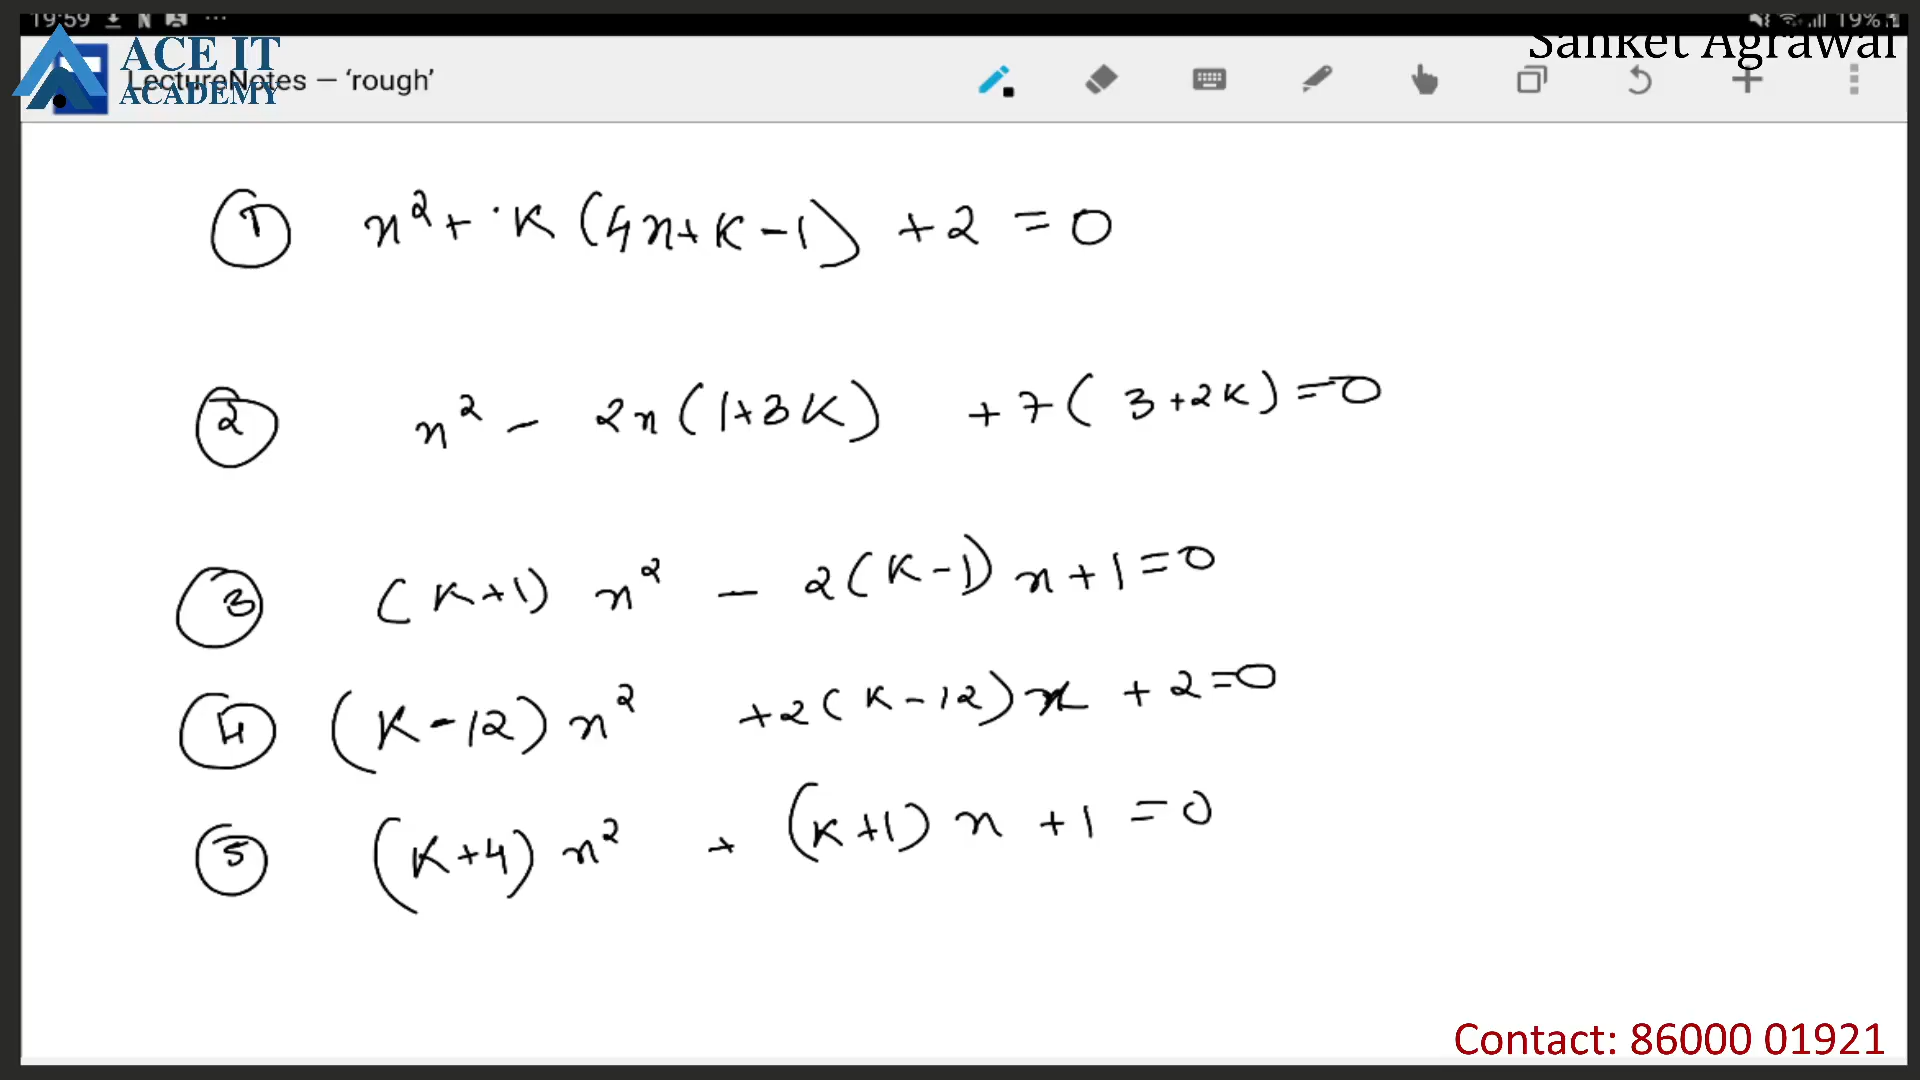 19:59 N ... 19%
ACE IT
ACADEMY
LectureNotes — ‘rough’
Sanket Agrawal
① x² + k (4x+k-1) + 2 = 0
② x² - 2x(1+3k) + 7(3+2k)=0
③ (k+1) x² - 2(k-1) x+1=0
④ (k-12) x² +2(k-12) x + 2=0
⑤ (k+4) x² + (k+1) x +1 =0
Contact: 86000 01921